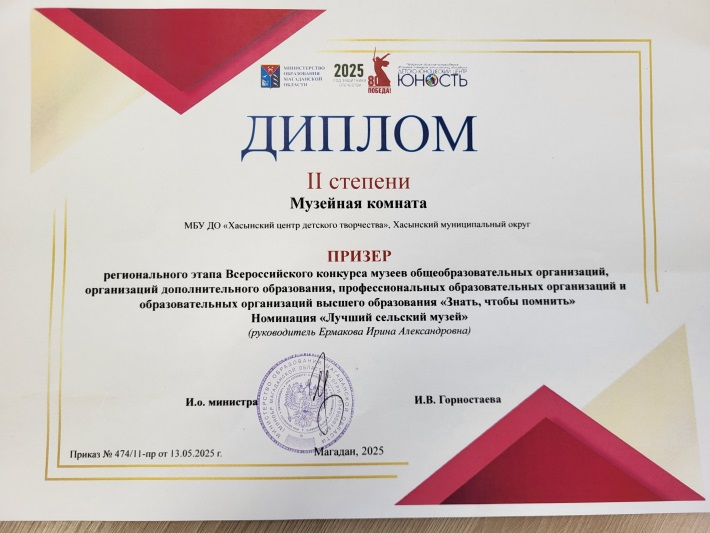 МИНИСТЕРСТВО
ОБРАЗОВАНИЯ
МАГАДАНСКОЙ
ОБЛАСТИ
2025
80
ПОБЕДА!
ДЕТСКО-ЮНОШЕСКИЙ ЦЕНТР
ЮНОСТЬ
ДИПЛОМ
II степени
Музейная комната
МБУ ДО «Хасынский центр детского творчества», Хасынский муниципальный округ
ПРИЗЕР
регионального этапа Всероссийского конкурса музеев общеобразовательных организаций,
организаций дополнительного образования, профессиональных образовательных организаций и
образовательных организаций высшего образования «Знать, чтобы помнить»
Номинация «Лучший сельский музей»
(руководитель Ермакова Ирина Александровна)
И.о. министра
И.В. Горностаева
Приказ № 474/11-пр от 13.05.2025 г.
Магадан, 2025